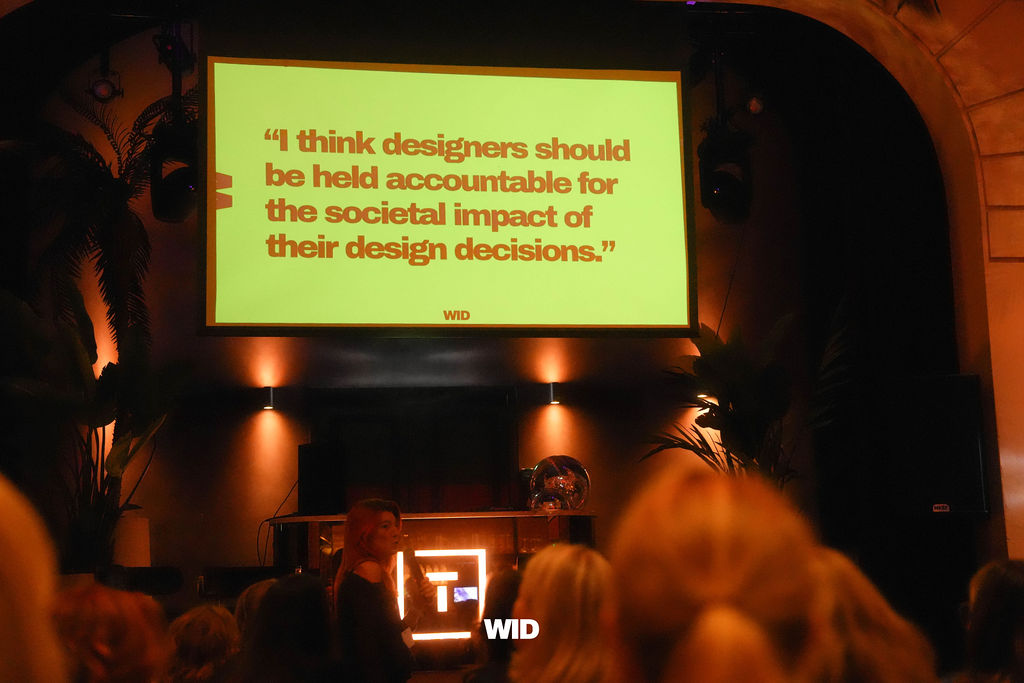 “I think designers should
be held accountable for
the societal impact of
their design decisions.”
WID
T
WID